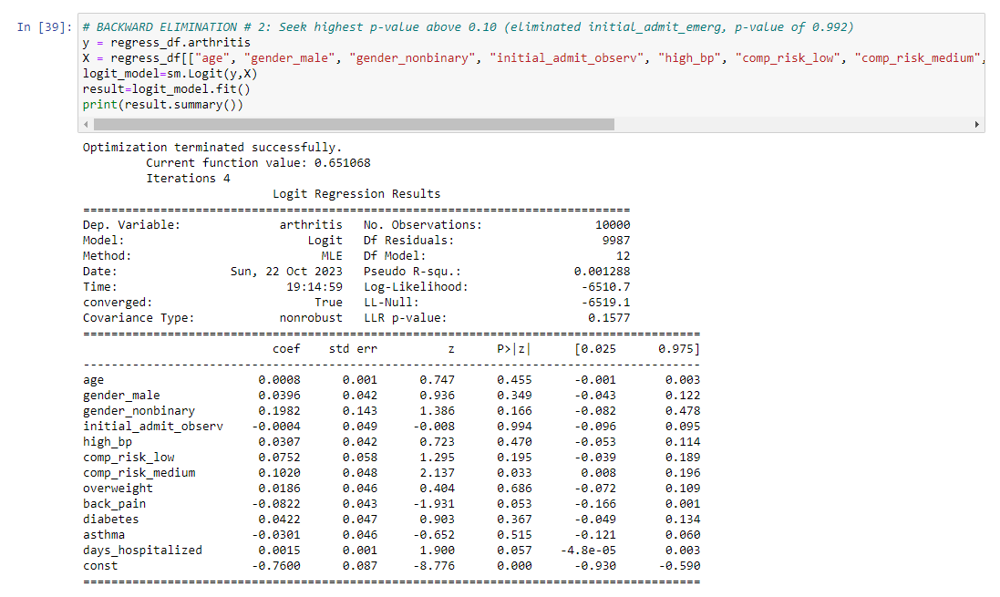 In [39]: # BACKWARD ELIMINATION # 2: Seek highest p-value above 0.10 (eliminated initial_admit_emerg, p-value of 0.992)
y = regress_df.arthritis
X = regress_df[["age", "gender_male", "gender_nonbinary", "initial_admit_observ", "high_bp", "comp_risk_low", "comp_risk_medium",
logit_model=sm.Logit(y,X)
result=logit_model.fit()
print(result.summary())
Optimization terminated successfully.
         Current function value: 0.651068
         Iterations 4
                           Logit Regression Results
==============================================================================
Dep. Variable:              arthritis   No. Observations:                10000
Model:                          Logit   Df Residuals:                     9987
Method:                           MLE   Df Model:                           12
Date:                Sun, 22 Oct 2023   Pseudo R-squ.:                0.001288
Time:                        19:14:59   Log-Likelihood:                -6510.7
converged:                       True   LL-Null:                       -6519.1
Covariance Type:            nonrobust   LLR p-value:                    0.1577
========================================================================================
                           coef    std err          z      P>|z|      [0.025      0.975]
----------------------------------------------------------------------------------------
age                      0.0008      0.001      0.747      0.455      -0.001       0.003
gender_male              0.0396      0.042      0.936      0.349      -0.043       0.122
gender_nonbinary         0.1982      0.143      1.386      0.166      -0.082       0.478
initial_admit_observ    -0.0004      0.049     -0.008      0.994      -0.096       0.095
high_bp                  0.0307      0.042      0.723      0.470      -0.053       0.114
comp_risk_low            0.0752      0.058      1.295      0.195      -0.039       0.189
comp_risk_medium         0.1020      0.048      2.137      0.033       0.008       0.196
overweight               0.0186      0.046      0.404      0.686      -0.072       0.109
back_pain               -0.0822      0.043     -1.931      0.053      -0.166       0.001
diabetes                 0.0422      0.047      0.903      0.367      -0.049       0.134
asthma                  -0.0301      0.046     -0.652      0.515      -0.121       0.060
days_hospitalized        0.0015      0.001      1.900      0.057    -4.8e-05       0.003
const                   -0.7600      0.087     -8.776      0.000      -0.930      -0.590
========================================================================================